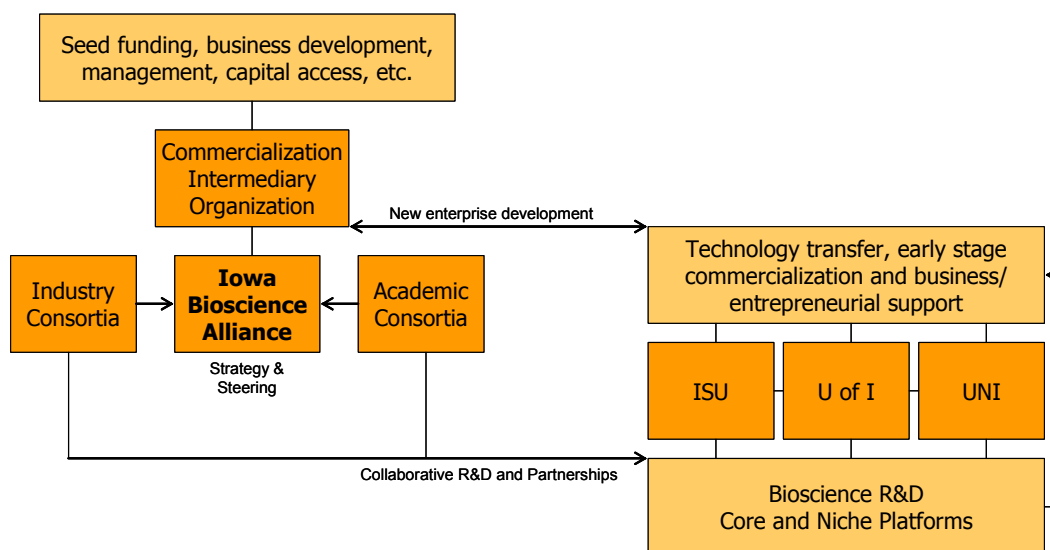 Seed funding, business development,
management, capital access, etc.
Commercialization
Intermediary
Organization
New enterprise development
Technology transfer, early stage
commercialization and business/
entrepreneurial support
Industry
Consortia
Iowa
Bioscience
Alliance
Academic
Consortia
Strategy &
Steering
ISU
U of I
UNI
Collaborative R&D and Partnerships
Bioscience R&D
Core and Niche Platforms